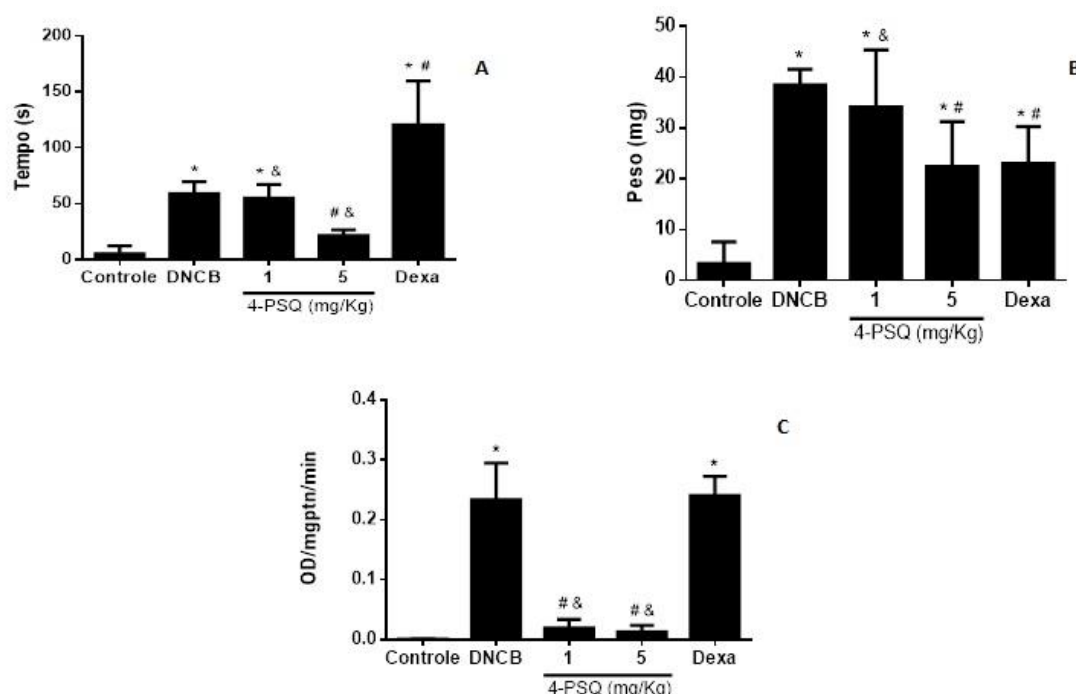 A
Tempo (s)
200
150
100
50
0
*
* &
# &
* #
Controle DNCB 1 5 Dexa
4-PSQ (mg/Kg)
B
Peso (mg)
50
40
30
20
10
0
*
* &
* #
* #
Controle DNCB 1 5 Dexa
4-PSQ (mg/Kg)
C
OD/mgptn/min
0.4
0.3
0.2
0.1
0.0
*
# &
# &
*
Controle DNCB 1 5 Dexa
4-PSQ (mg/Kg)